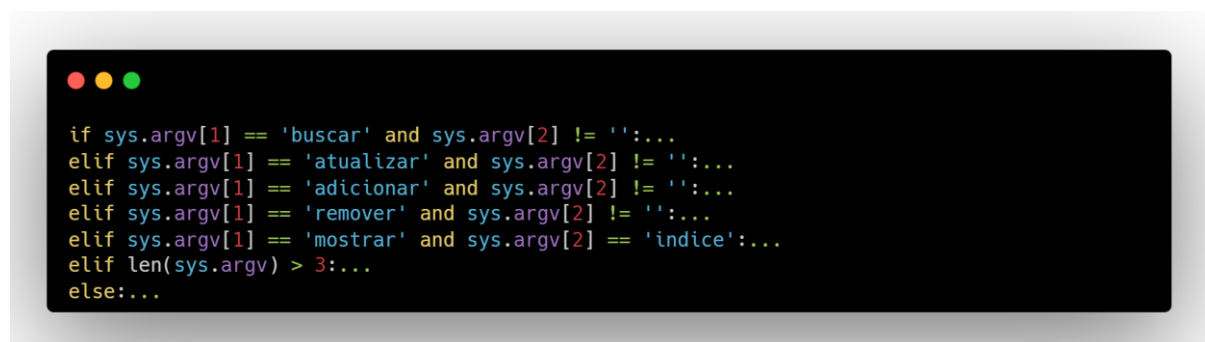 if sys.argv[1] == 'buscar' and sys.argv[2] != '':...
elif sys.argv[1] == 'atualizar' and sys.argv[2] != '':...
elif sys.argv[1] == 'adicionar' and sys.argv[2] != '':...
elif sys.argv[1] == 'remover' and sys.argv[2] != '':...
elif sys.argv[1] == 'mostrar' and sys.argv[2] == 'indice':...
elif len(sys.argv) > 3:...
else:...